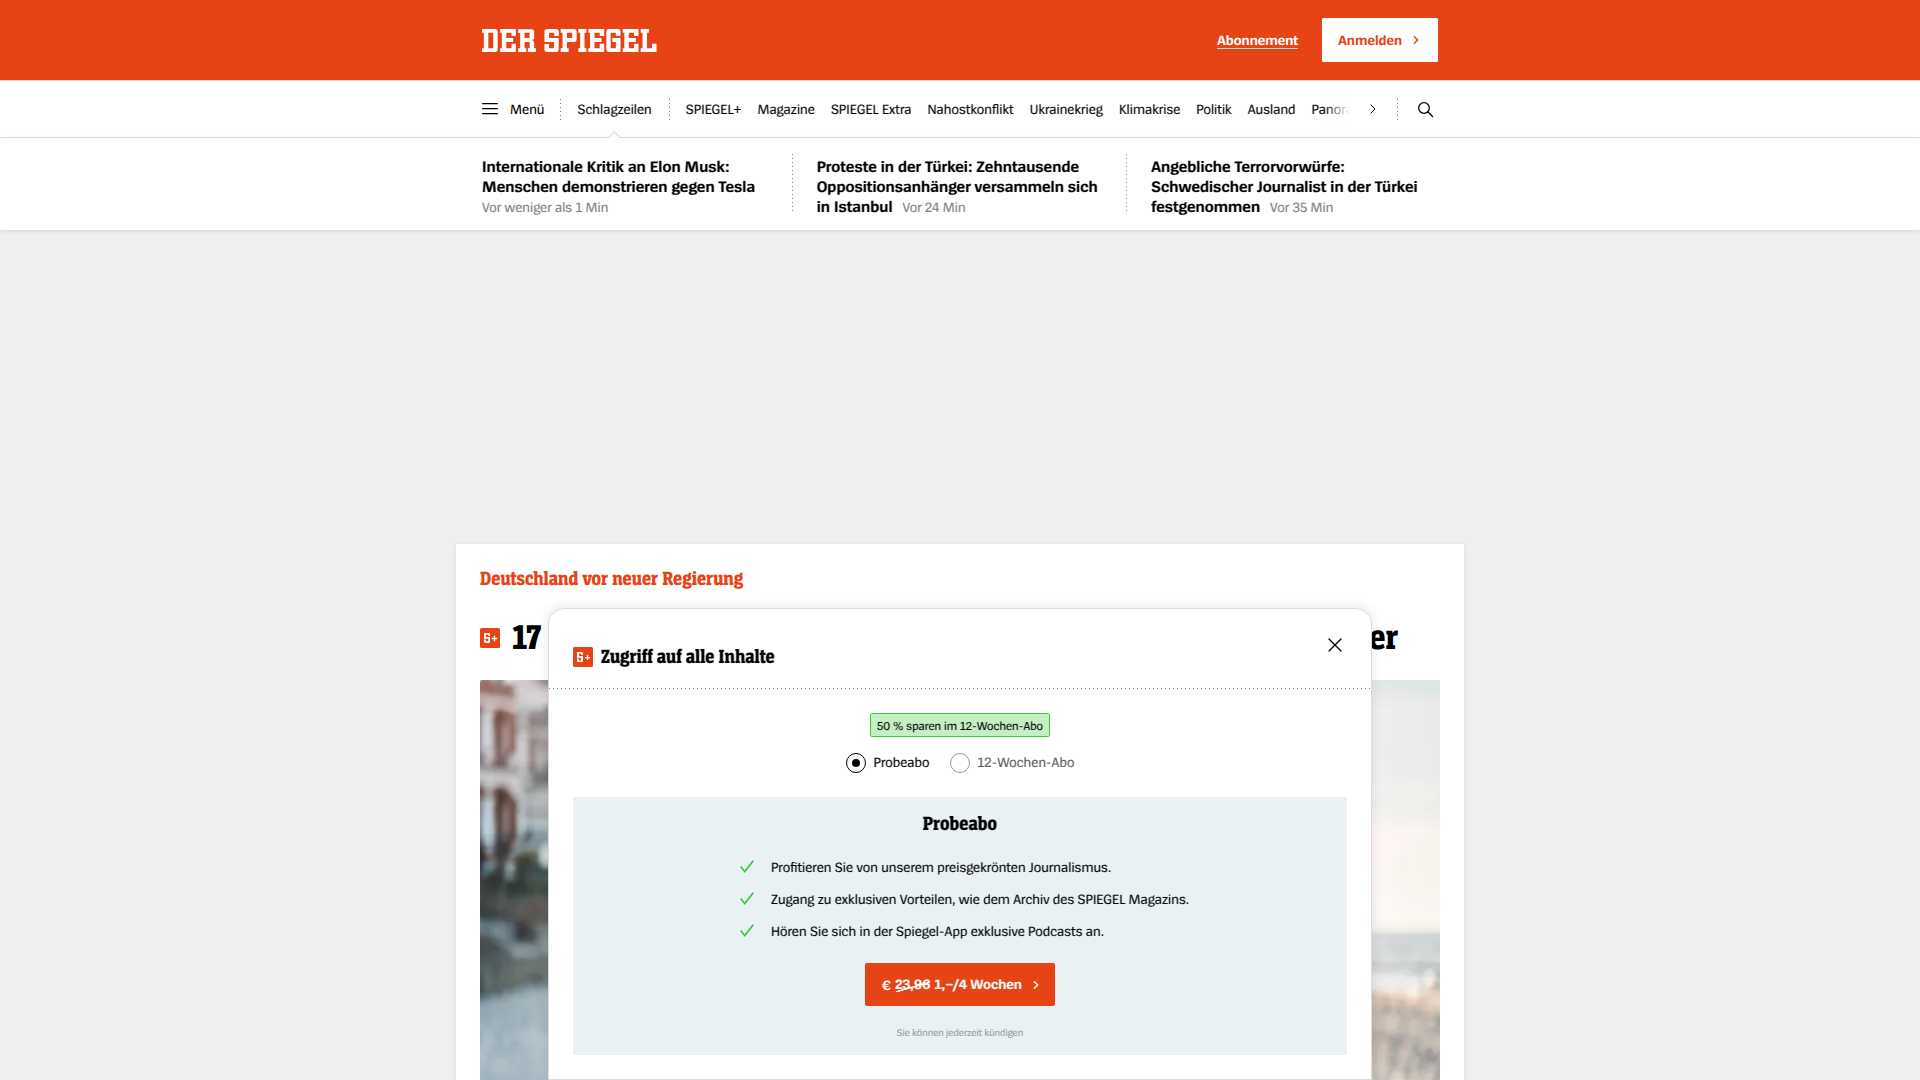 DER SPIEGEL
Abonnement
Anmelden
Menü
Schlagzeilen
SPIEGEL+
Magazine
SPIEGEL Extra
Nahostkonflikt
Ukrainekrieg
Klimakrise
Politik
Ausland
Internationale Kritik an Elon Musk:
Menschen demonstrieren gegen Tesla
Vor weniger als 1 Min
Proteste in der Türkei: Zehntausende
Oppositionsanhänger versammeln sich
in Istanbul Vor 24 Min
Angebliche Terrorvorwürfe:
Schwedischer Journalist in der Türkei
festgenommen Vor 35 Min
Deutschland vor neuer Regierung
17
Zugriff auf alle Inhalte
50 % sparen im 12-Wochen-Abo
Probeabo
12-Wochen-Abo
Probeabo
Profitieren Sie von unserem preisgekrönten Journalismus.
Zugang zu exklusiven Vorteilen, wie dem Archiv des SPIEGEL Magazins.
Hören Sie sich in der Spiegel-App exklusive Podcasts an.
€ 23,96 1,–/4 Wochen
Sie können jederzeit kündigen